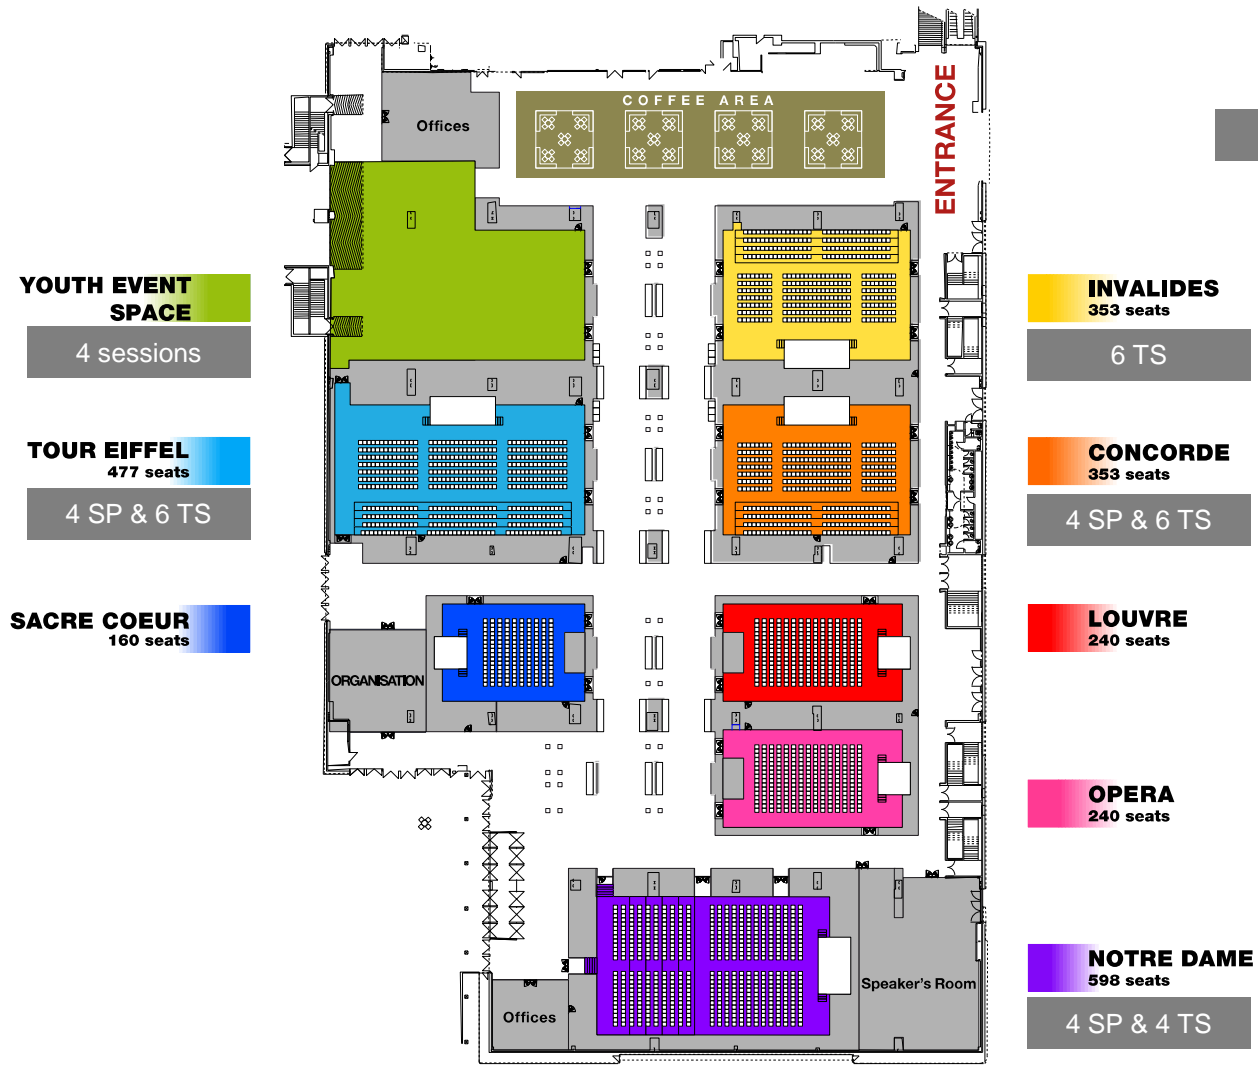 COFFEE AREA
Offices
ENTRANCE
YOUTH EVENT
SPACE
4 sessions
INVALIDES
353 seats
6 TS
TOUR EIFFEL
477 seats
4 SP & 6 TS
CONCORDE
353 seats
4 SP & 6 TS
SACRE COEUR
160 seats
ORGANISATION
LOUVRE
240 seats
OPERA
240 seats
NOTRE DAME
598 seats
4 SP & 4 TS
Speaker's Room
Offices